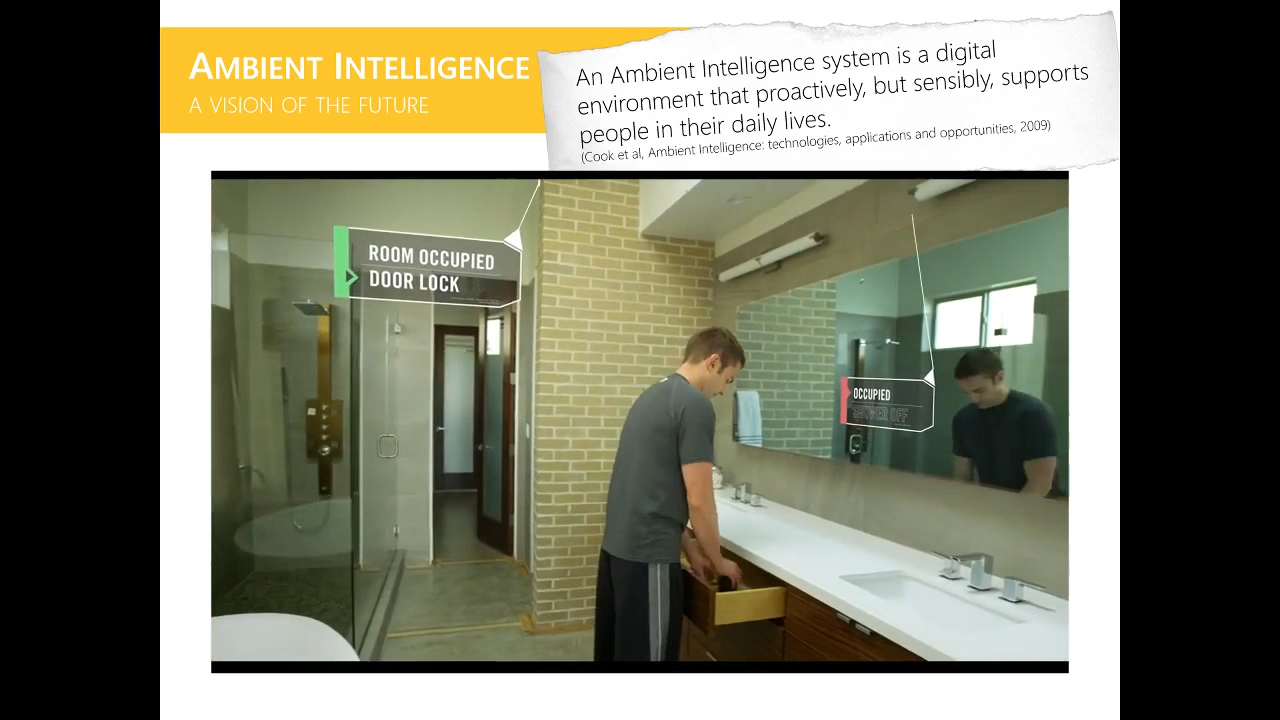 AMBIENT INTELLIGENCE
A VISION OF THE FUTURE
An Ambient Intelligence system is a digital
environment that proactively, but sensibly, supports
people in their daily lives.
(Cook et al, Ambient Intelligence: technologies, applications and opportunities, 2009)
ROOM OCCUPIED
DOOR LOCK
OCCUPIED
SHOWER OFF